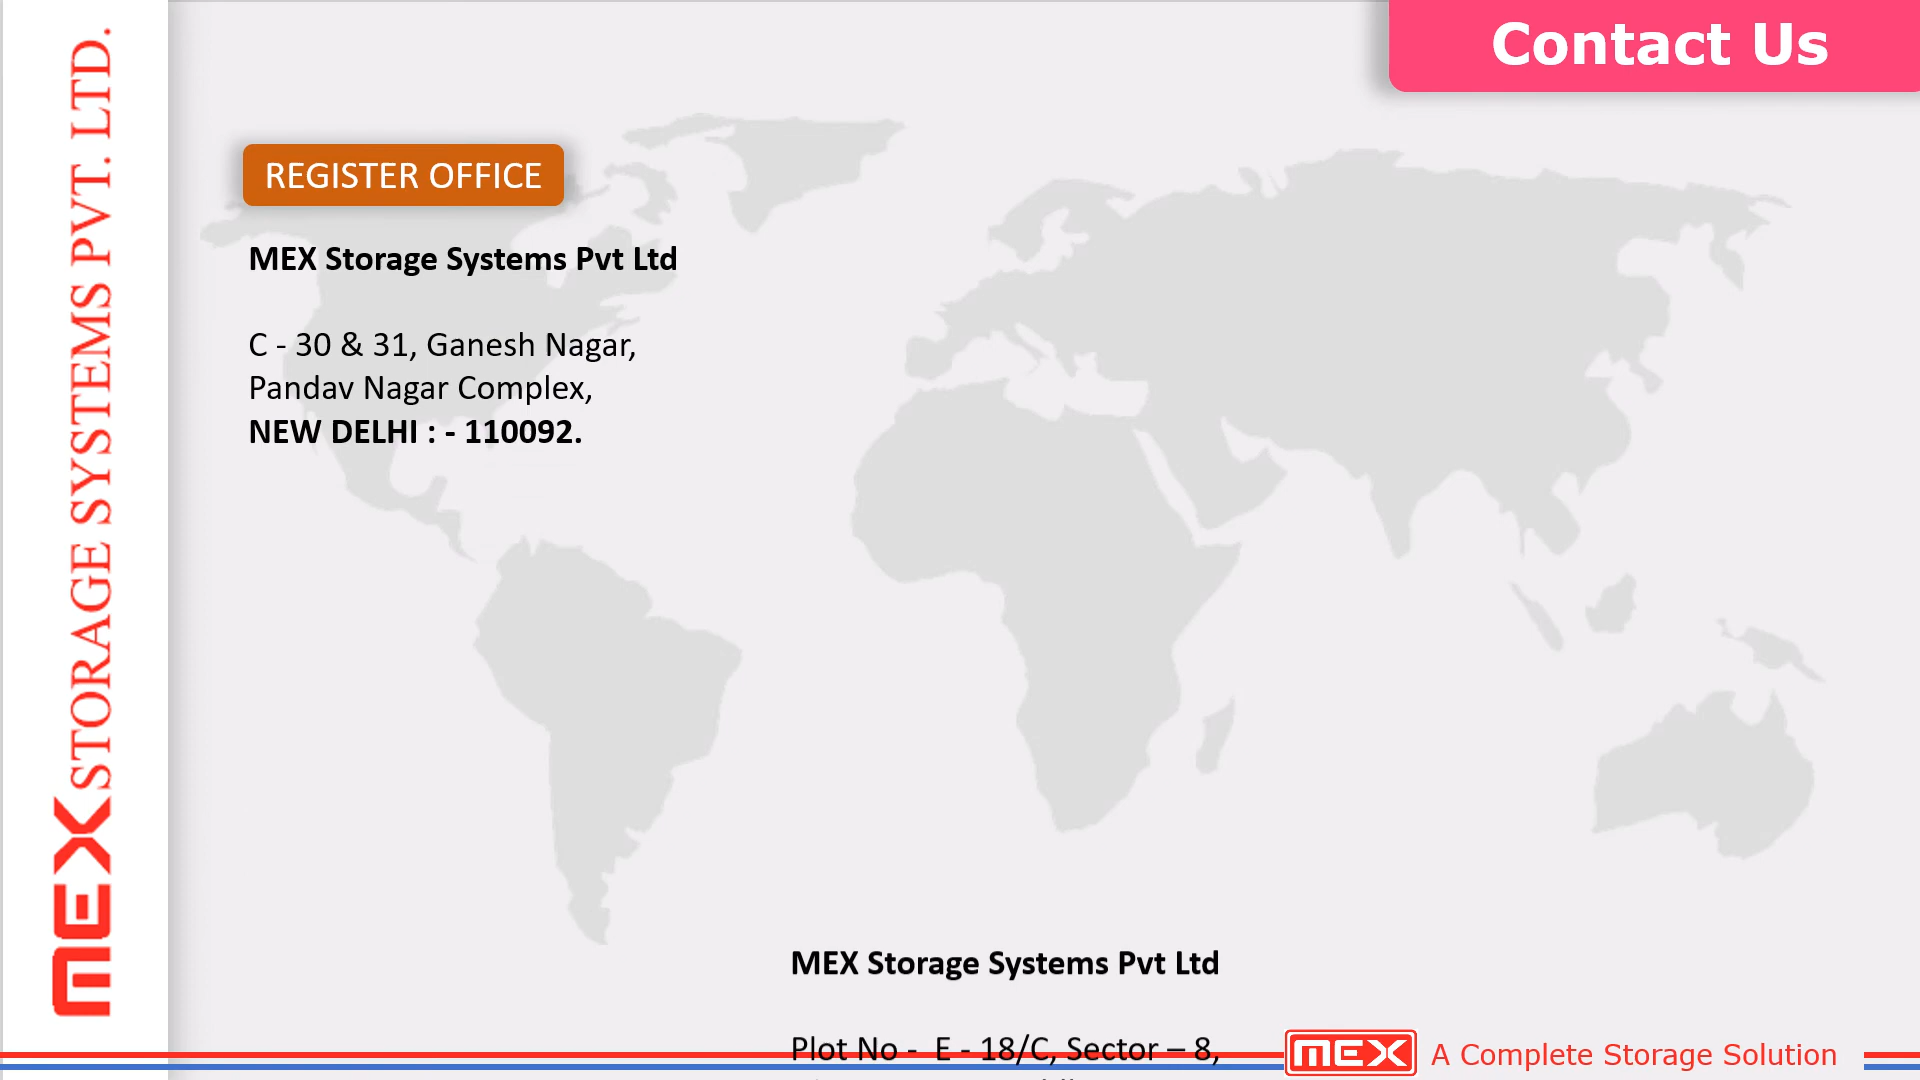 MEX STORAGE SYSTEMS PVT. LTD.
Contact Us
REGISTER OFFICE
MEX Storage Systems Pvt Ltd
C - 30 & 31, Ganesh Nagar,
Pandav Nagar Complex,
NEW DELHI : - 110092.
MEX Storage Systems Pvt Ltd
Plot No - E - 18/C, Sector – 8,
MEX A Complete Storage Solution